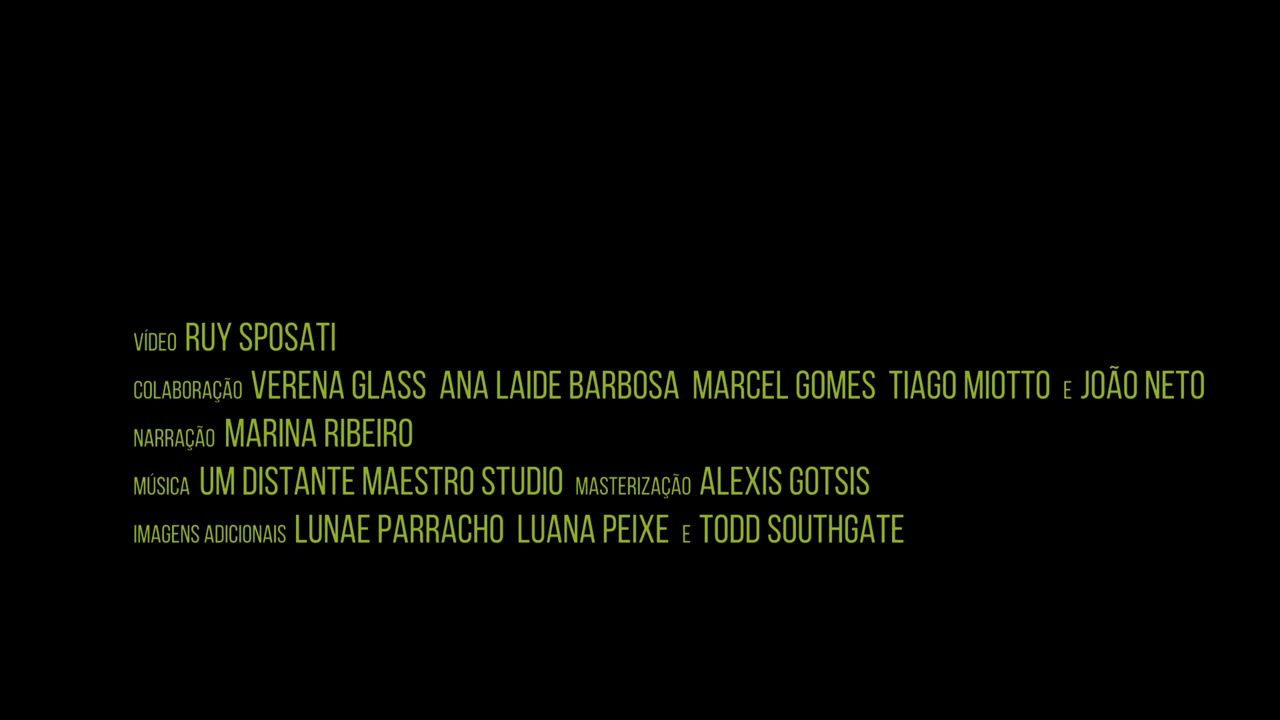 VÍDEO RUY SPOSATI
COLABORAÇÃO VERENA GLASS ANA LAIDE BARBOSA MARCEL GOMES TIAGO MIOTTO E JOÃO NETO
NARRAÇÃO MARINA RIBEIRO
MÚSICA UM DISTANTE MAESTRO STUDIO MASTERIZAÇÃO ALEXIS GOTSIS
IMAGENS ADICIONAIS LUNAE PARRACHO LUANA PEIXE E TODD SOUTHGATE